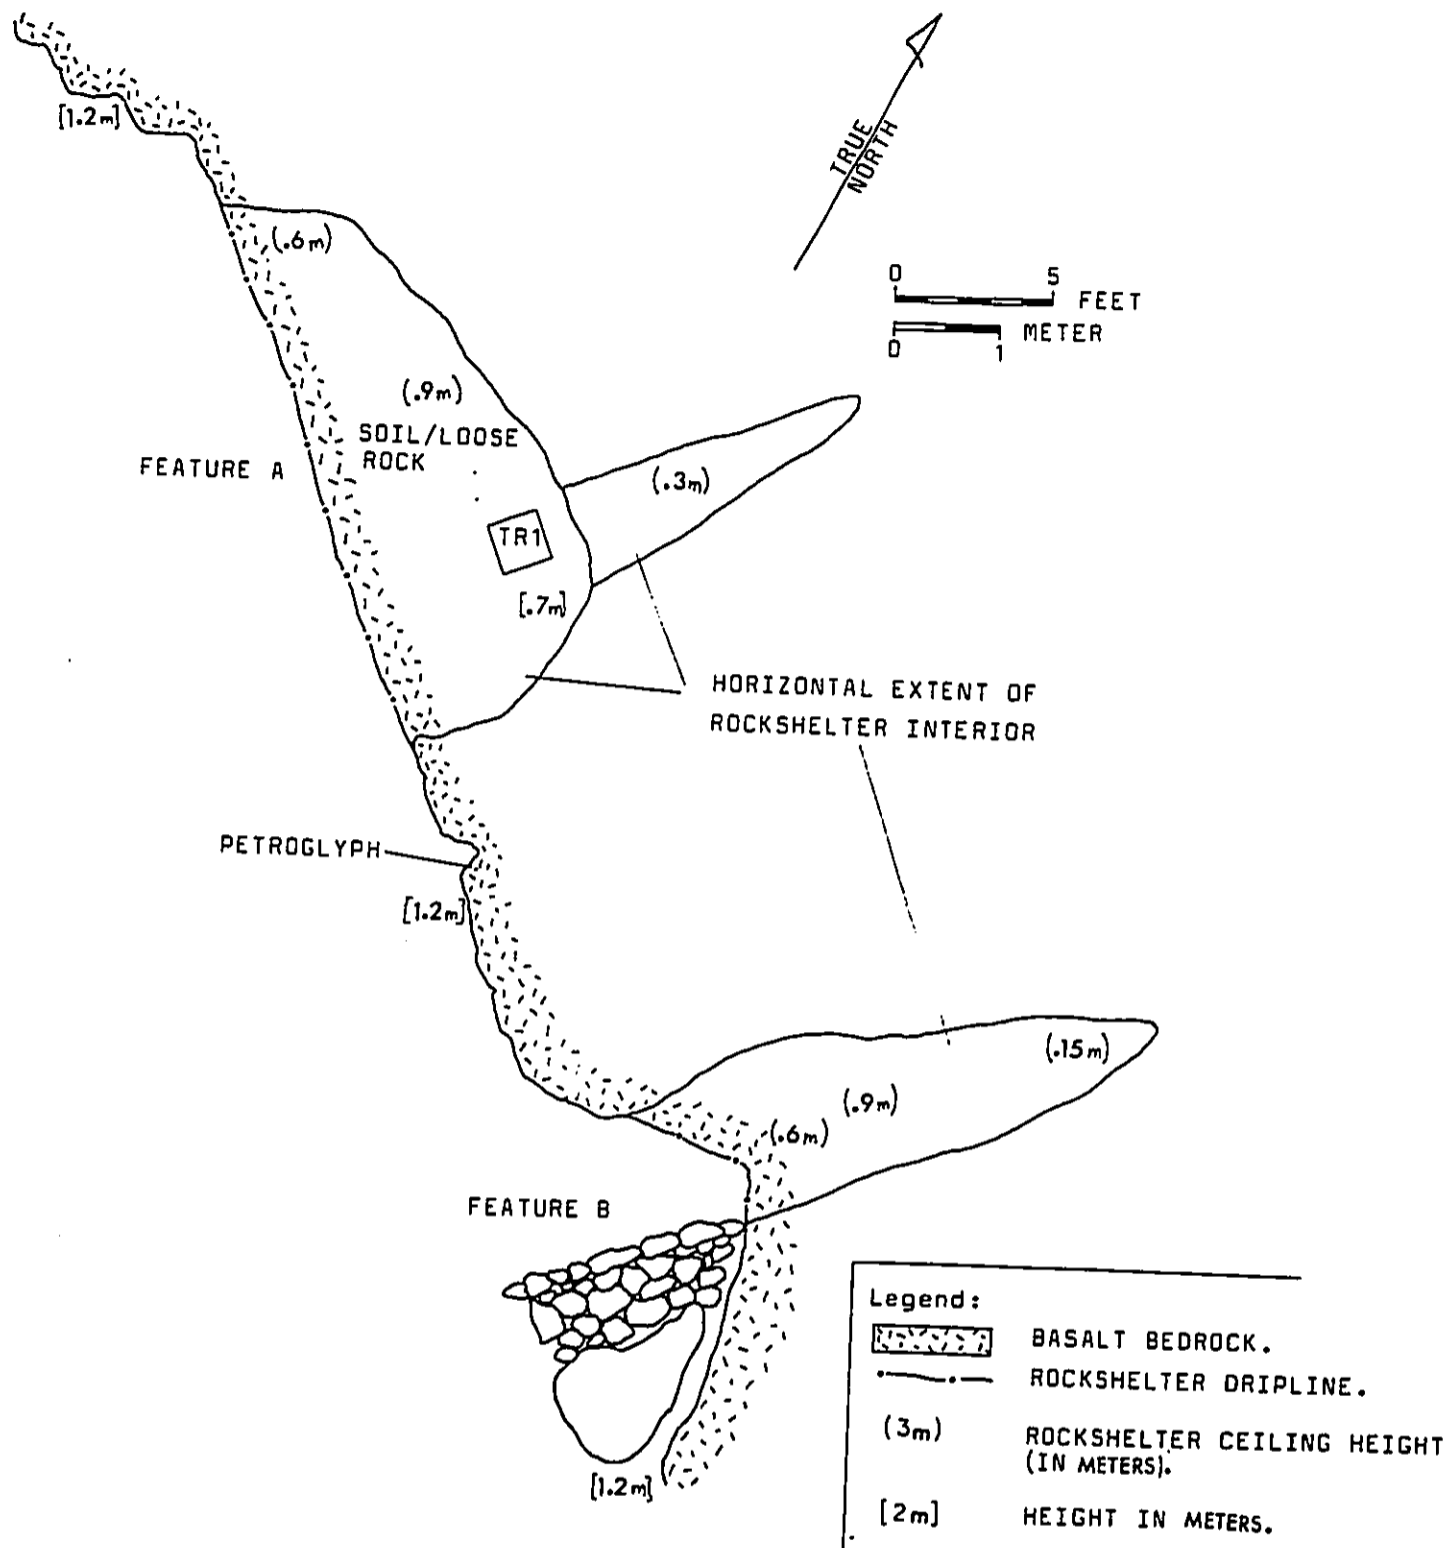 [1.2m]
TRUE
NORTH
(.6m)
0 5
FEET
METER
0 1
(.9m)
SOIL/LOOSE
ROCK
FEATURE A
(.3m)
TR1
[.7m]
HORIZONTAL EXTENT OF
ROCKSHELTER INTERIOR
PETROGLYPH
[1.2m]
(.15m)
(.9m)
(.6m)
FEATURE B
[1.2m]
Legend:
BASALT BEDROCK.
ROCKSHELTER DRIPLINE.
(3m) ROCKSHELTER CEILING HEIGHT
(IN METERS).
[2m] HEIGHT IN METERS.